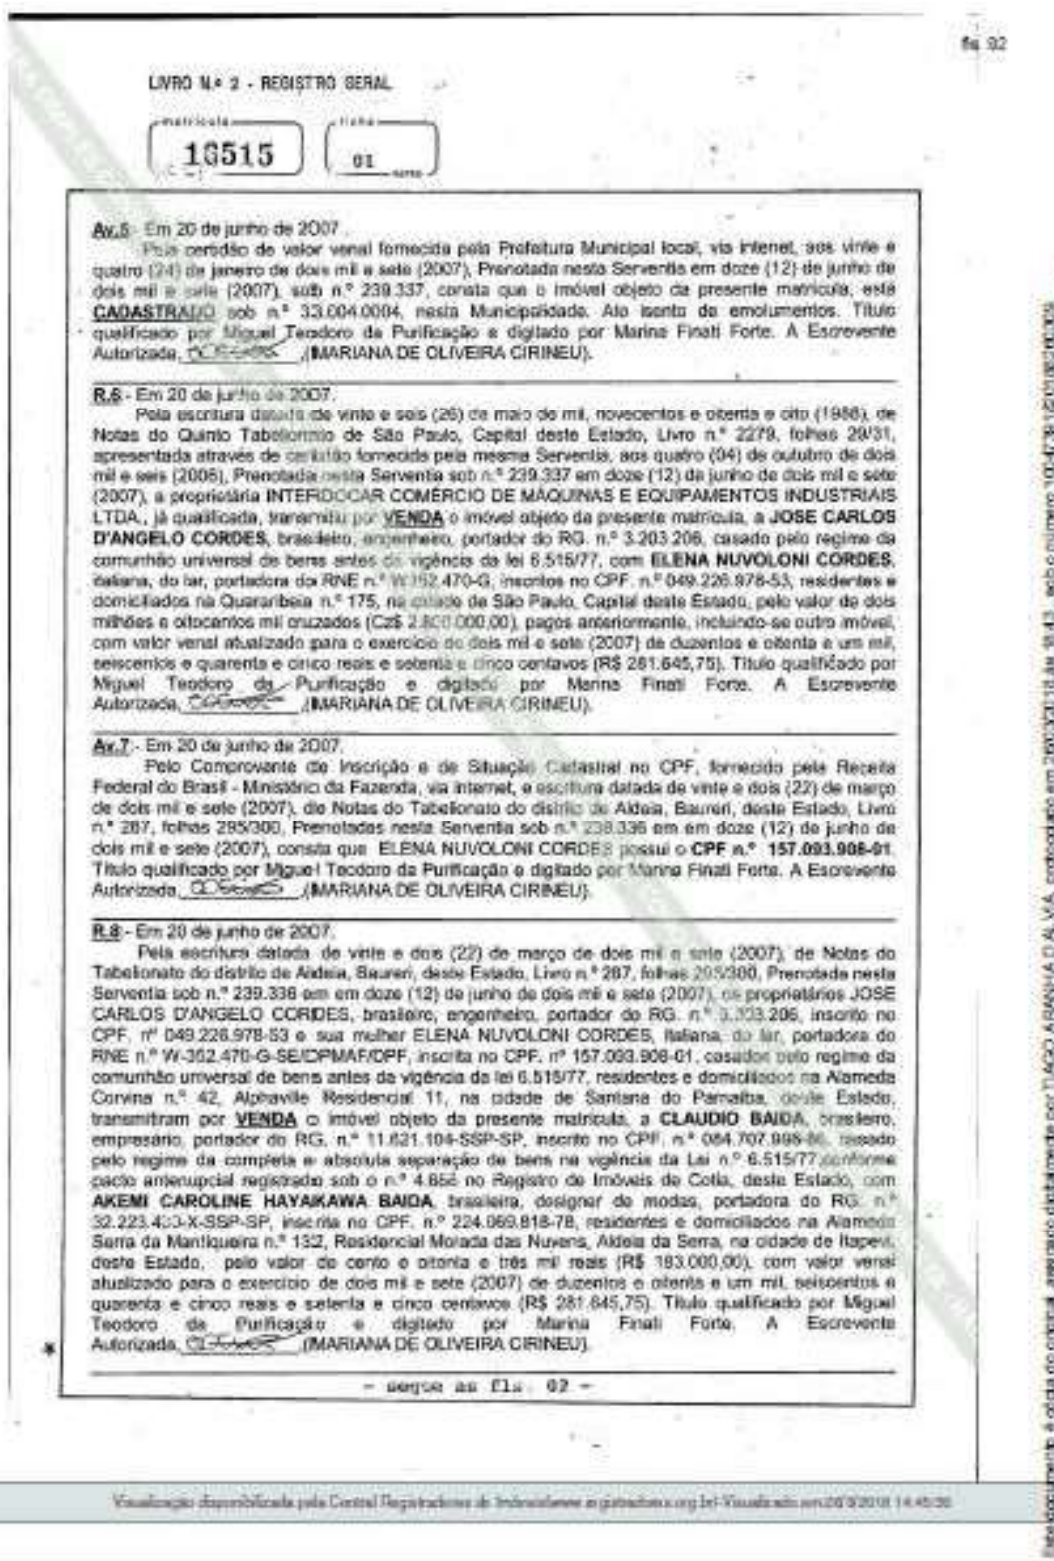 fls. 92
LIVRO N.º 2 - REGISTRO GERAL
matrícula
16515
ficha
01
Av.5 - Em 20 de junho de 2007.
Pela certidão de valor venal fornecida pela Prefeitura Municipal local, via internet, aos vinte e
quatro (24) de janeiro de dois mil e sete (2007), Prenotada nesta Serventia em doze (12) de junho de
dois mil e sete (2007), sob n.º 239.337, consta que o imóvel objeto da presente matrícula, está
CADASTRADO sob n.º 33.004.0004, nesta Municipalidade. Ato isento de emolumentos. Título
qualificado por Miguel Teodoro da Purificação e digitado por Marina Finati Forte. A Escrevente
Autorizada, (MARIANA DE OLIVEIRA CIRINEU).
R.6 - Em 20 de junho de 2007.
Pela escritura datada de vinte e seis (26) de maio de mil, novecentos e oitenta e oito (1988), de
Notas do Quinto Tabelionato de São Paulo, Capital deste Estado, Livro n.º 2279, folhas 29/31,
apresentada através de certidão fornecida pela mesma Serventia, aos quatro (04) de outubro de dois
mil e seis (2006), Prenotada nesta Serventia sob n.º 239.337 em doze (12) de junho de dois mil e sete
(2007), a proprietária INTERDOCAR COMÉRCIO DE MÁQUINAS E EQUIPAMENTOS INDUSTRIAIS
LTDA., já qualificada, transmitiu por VENDA o imóvel objeto da presente matrícula, a JOSE CARLOS
D'ANGELO CORDES, brasileiro, engenheiro, portador do RG. n.º 3.203.206, casado pelo regime da
comunhão universal de bens antes da vigência da lei 6.515/77, com ELENA NUVOLONI CORDES,
italiana, do lar, portadora do RNE n.º W-352.470-G, inscritos no CPF. n.º 049.226.978-53, residentes e
domiciliados na Quararibeia n.º 175, na cidade de São Paulo, Capital deste Estado, pelo valor de dois
milhões e oitocentos mil cruzados (Cz$ 2.800.000,00), pagos anteriormente, incluindo-se outro imóvel,
com valor venal atualizado para o exercício de dois mil e sete (2007) de duzentos e oitenta e um mil,
seiscentos e quarenta e cinco reais e setenta e cinco centavos (R$ 281.645,75). Título qualificado por
Miguel Teodoro da Purificação e digitado por Marina Finati Forte. A Escrevente
Autorizada, (MARIANA DE OLIVEIRA CIRINEU).
Av.7 - Em 20 de junho de 2007.
Pelo Comprovante de Inscrição e de Situação Cadastral no CPF, fornecido pela Receita
Federal do Brasil - Ministério da Fazenda, via internet, e escritura datada de vinte e dois (22) de março
de dois mil e sete (2007), de Notas do Tabelionato do distrito de Aldeia, Baureri, deste Estado, Livro
n.º 287, folhas 295/300, Prenotadas nesta Serventia sob n.º 239.336 em em doze (12) de junho de
dois mil e sete (2007), consta que ELENA NUVOLONI CORDES possui o CPF n.º 157.093.908-01.
Título qualificado por Miguel Teodoro da Purificação e digitado por Marina Finati Forte. A Escrevente
Autorizada, (MARIANA DE OLIVEIRA CIRINEU).
R.8 - Em 20 de junho de 2007.
Pela escritura datada de vinte e dois (22) de março de dois mil e sete (2007), de Notas do
Tabelionato do distrito de Aldeia, Baureri, deste Estado, Livro n.º 287, folhas 295/300, Prenotada nesta
Serventia sob n.º 239.336 em em doze (12) de junho de dois mil e sete (2007), os proprietários JOSE
CARLOS D'ANGELO CORDES, brasileiro, engenheiro, portador do RG. n.º 3.203.206, inscrito no
CPF. nº 049.226.978-53 e sua mulher ELENA NUVOLONI CORDES, italiana, do lar, portadora do
RNE n.º W-352.470-G-SE/DPMAF/DPF, inscrita no CPF. nº 157.093.908-01, casados pelo regime da
comunhão universal de bens antes da vigência da lei 6.515/77, residentes e domiciliados na Alameda
Corvina n.º 42, Alphaville Residencial 11, na cidade de Santana do Parnaíba, deste Estado,
transmitiram por VENDA o imóvel objeto da presente matrícula, a CLAUDIO BAIDA, brasileiro,
empresário, portador do RG. n.º 11.621.104-SSP-SP, inscrito no CPF. n.º 084.707.998-86, casado
pelo regime da completa e absoluta separação de bens na vigência da Lei n.º 6.515/77, conforme
pacto antenupcial registrado sob o n.º 4.656 no Registro de Imóveis de Cotia, deste Estado, com
AKEMI CAROLINE HAYAKAWA BAIDA, brasileira, designer de modas, portadora do RG. n.º
32.223.433-X-SSP-SP, inscrita no CPF. n.º 224.069.818-78, residentes e domiciliados na Alameda
Serra da Mantiqueira n.º 132, Residencial Morada das Nuvens, Aldeia da Serra, na cidade de Itapevi,
deste Estado, pelo valor de cento e oitenta e três mil reais (R$ 183.000,00), com valor venal
atualizado para o exercício de dois mil e sete (2007) de duzentos e oitenta e um mil, seiscentos e
quarenta e cinco reais e setenta e cinco centavos (R$ 281.645,75). Título qualificado por Miguel
Teodoro da Purificação e digitado por Marina Finati Forte. A Escrevente
Autorizada, (MARIANA DE OLIVEIRA CIRINEU).
*
- segue as fls. 02 -
Visualização disponibilizada pela Central Registradores de Imóveis
Este documento é cópia do original, assinado digitalmente por TIAGO ARANHA D ALVIA